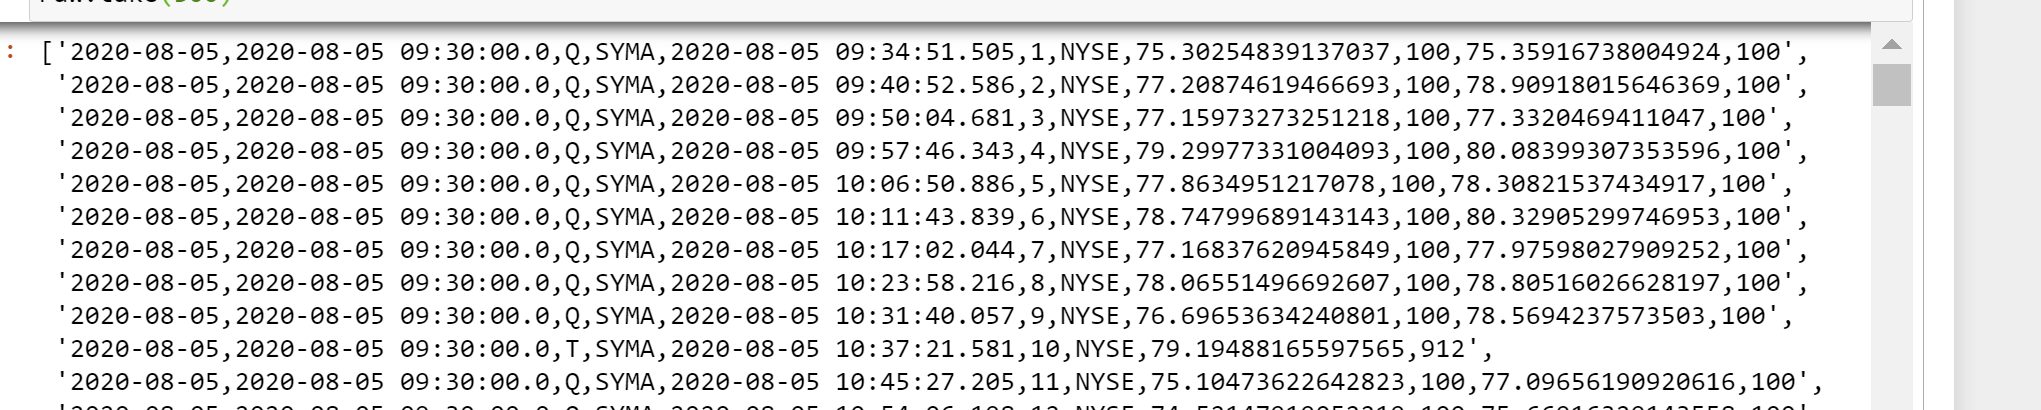 : ['2020-08-05,2020-08-05 09:30:00.0,Q,SYMA,2020-08-05 09:34:51.505,1,NYSE,75.30254839137037,100,75.35916738004924,100',
'2020-08-05,2020-08-05 09:30:00.0,Q,SYMA,2020-08-05 09:40:52.586,2,NYSE,77.20874619466693,100,78.90918015646369,100',
'2020-08-05,2020-08-05 09:30:00.0,Q,SYMA,2020-08-05 09:50:04.681,3,NYSE,77.15973273251218,100,77.3320469411047,100',
'2020-08-05,2020-08-05 09:30:00.0,Q,SYMA,2020-08-05 09:57:46.343,4,NYSE,79.29977331004093,100,80.08399307353596,100',
'2020-08-05,2020-08-05 09:30:00.0,Q,SYMA,2020-08-05 10:06:50.886,5,NYSE,77.8634951217078,100,78.30821537434917,100',
'2020-08-05,2020-08-05 09:30:00.0,Q,SYMA,2020-08-05 10:11:43.839,6,NYSE,78.74799689143143,100,80.32905299746953,100',
'2020-08-05,2020-08-05 09:30:00.0,Q,SYMA,2020-08-05 10:17:02.044,7,NYSE,77.16837620945849,100,77.97598027909252,100',
'2020-08-05,2020-08-05 09:30:00.0,Q,SYMA,2020-08-05 10:23:58.216,8,NYSE,78.06551496692607,100,78.80516026628197,100',
'2020-08-05,2020-08-05 09:30:00.0,Q,SYMA,2020-08-05 10:31:40.057,9,NYSE,76.69653634240801,100,78.5694237573503,100',
'2020-08-05,2020-08-05 09:30:00.0,T,SYMA,2020-08-05 10:37:21.581,10,NYSE,79.19488165597565,912',
'2020-08-05,2020-08-05 09:30:00.0,Q,SYMA,2020-08-05 10:45:27.205,11,NYSE,75.10473622642823,100,77.09656190920616,100',